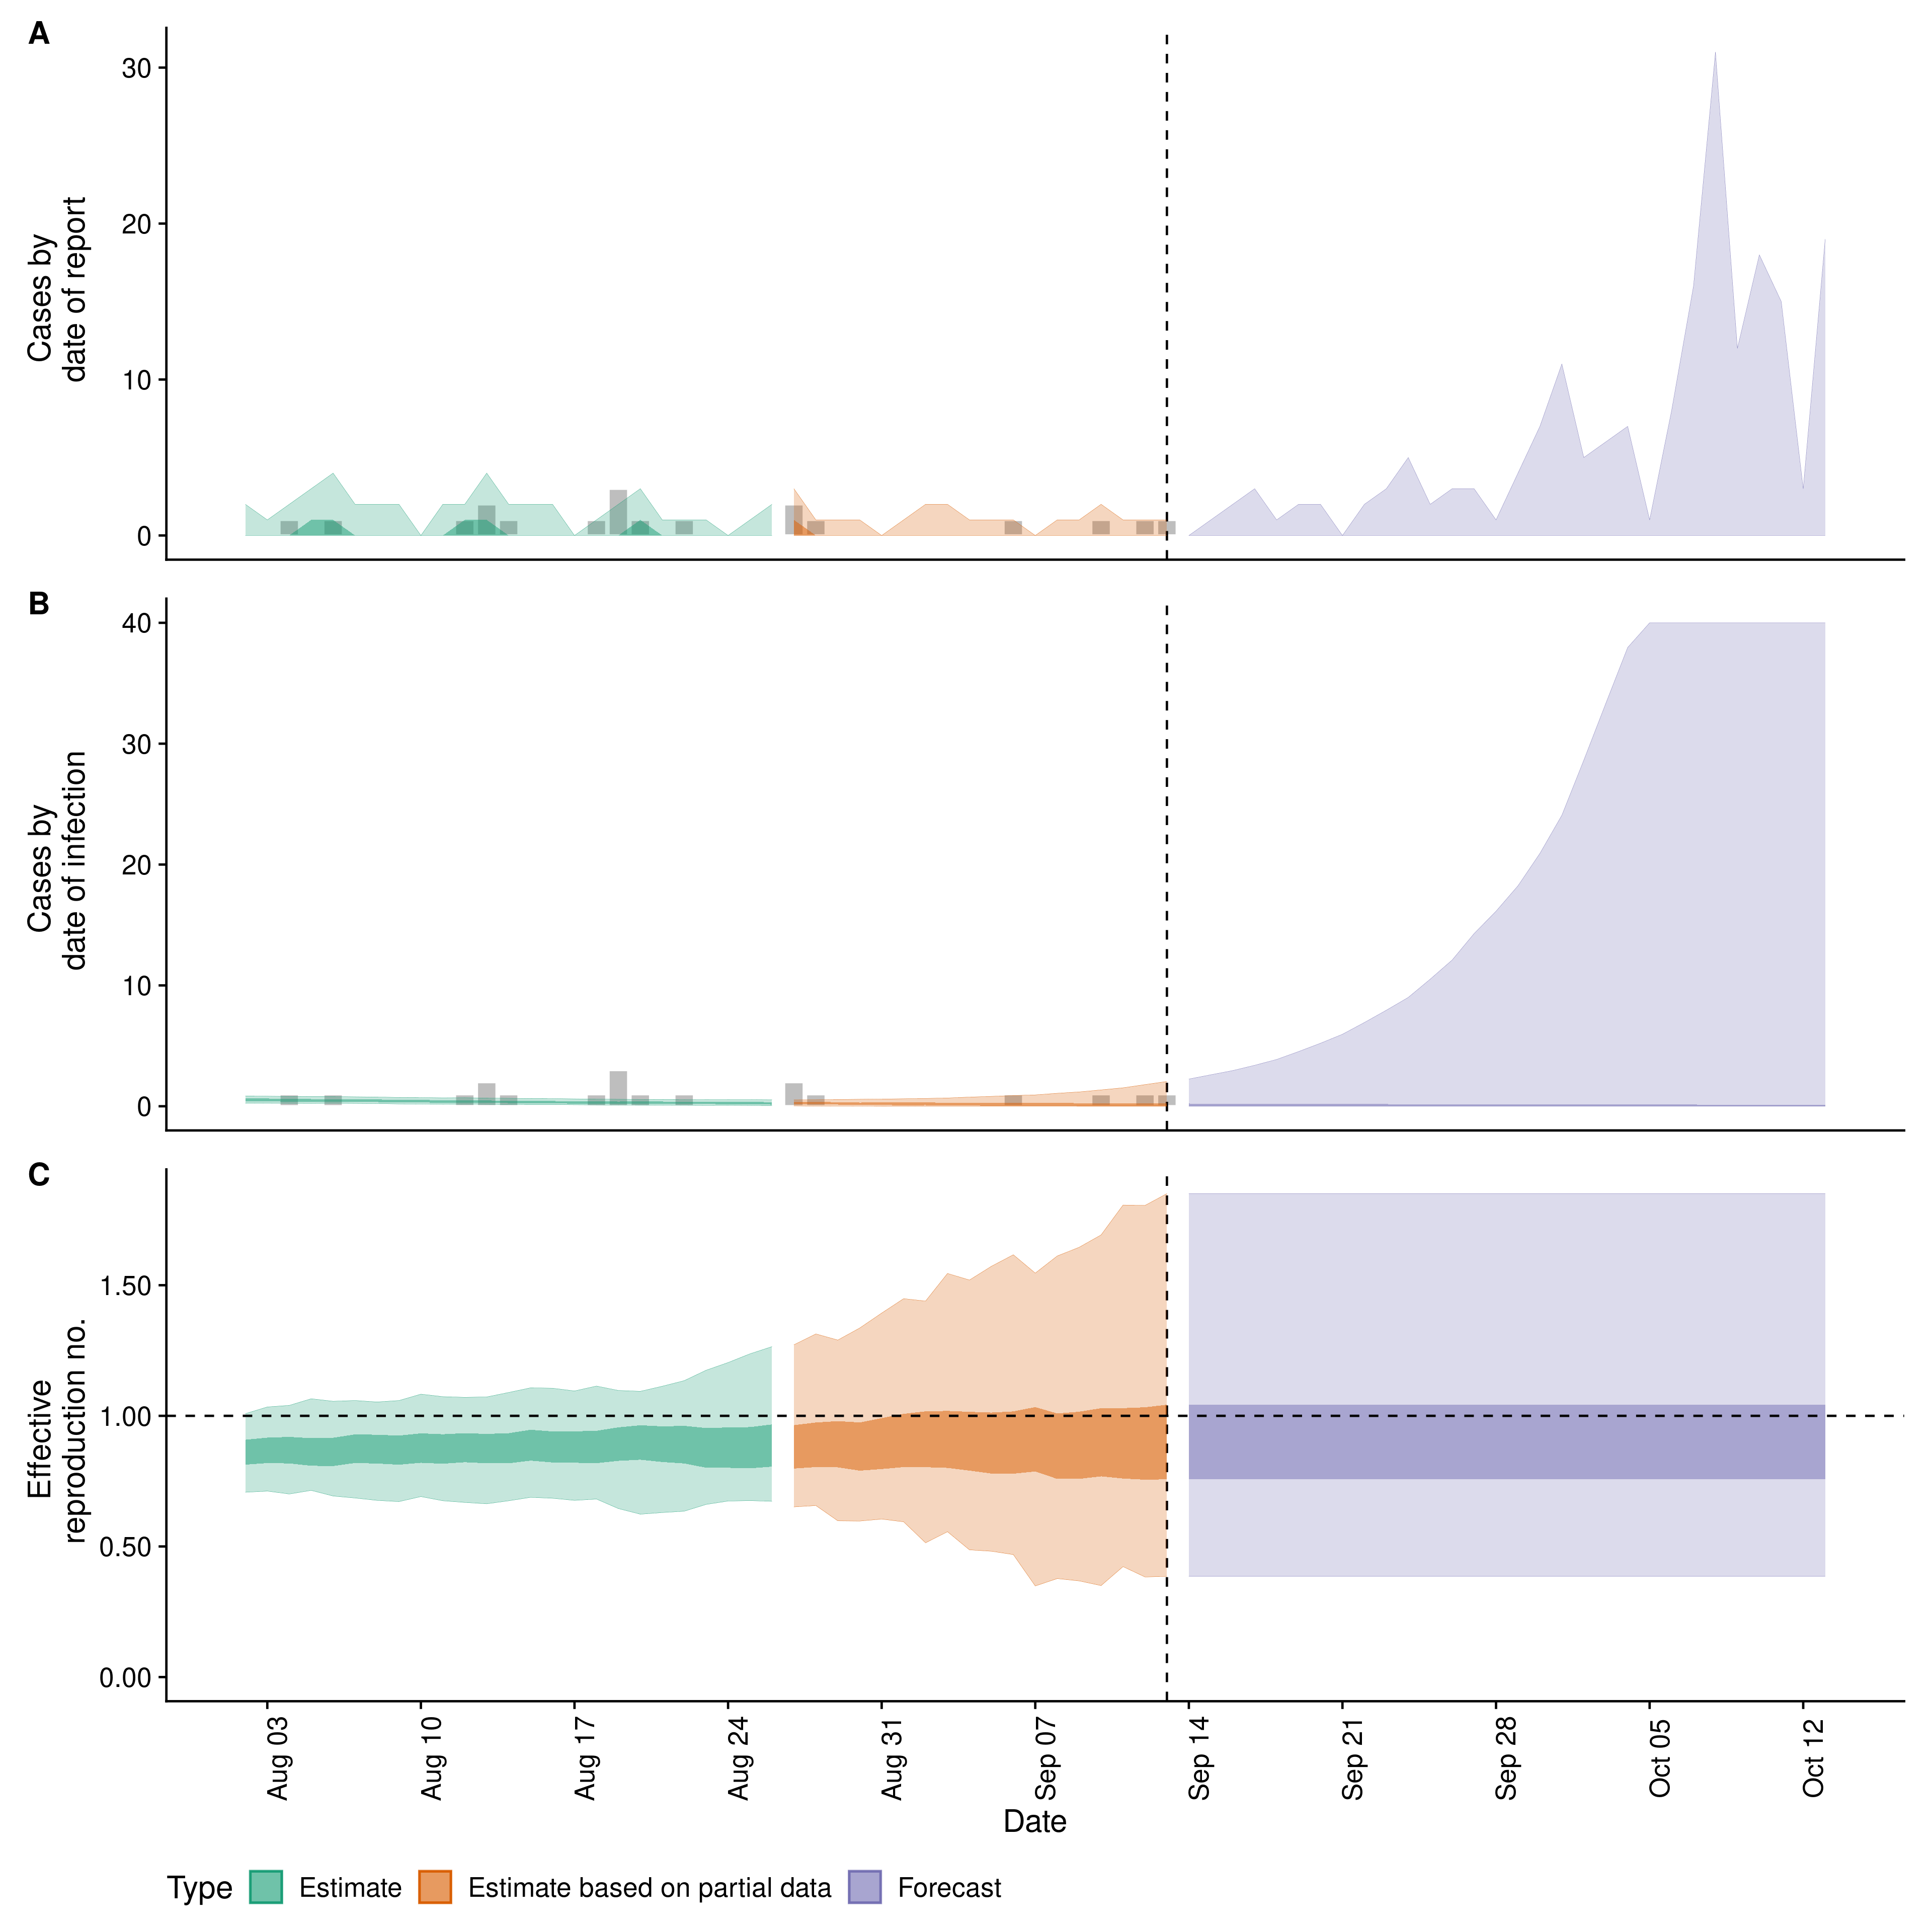 A
Cases by
date of report
30
20
10
0
B
Cases by
date of infection
40
30
20
10
0
C
Effective
reproduction no.
1.50
1.00
0.50
0.00
Aug 03
Aug 10
Aug 17
Aug 24
Aug 31
Sep 07
Sep 14
Sep 21
Sep 28
Oct 05
Oct 12
Date
Type Estimate Estimate based on partial data Forecast